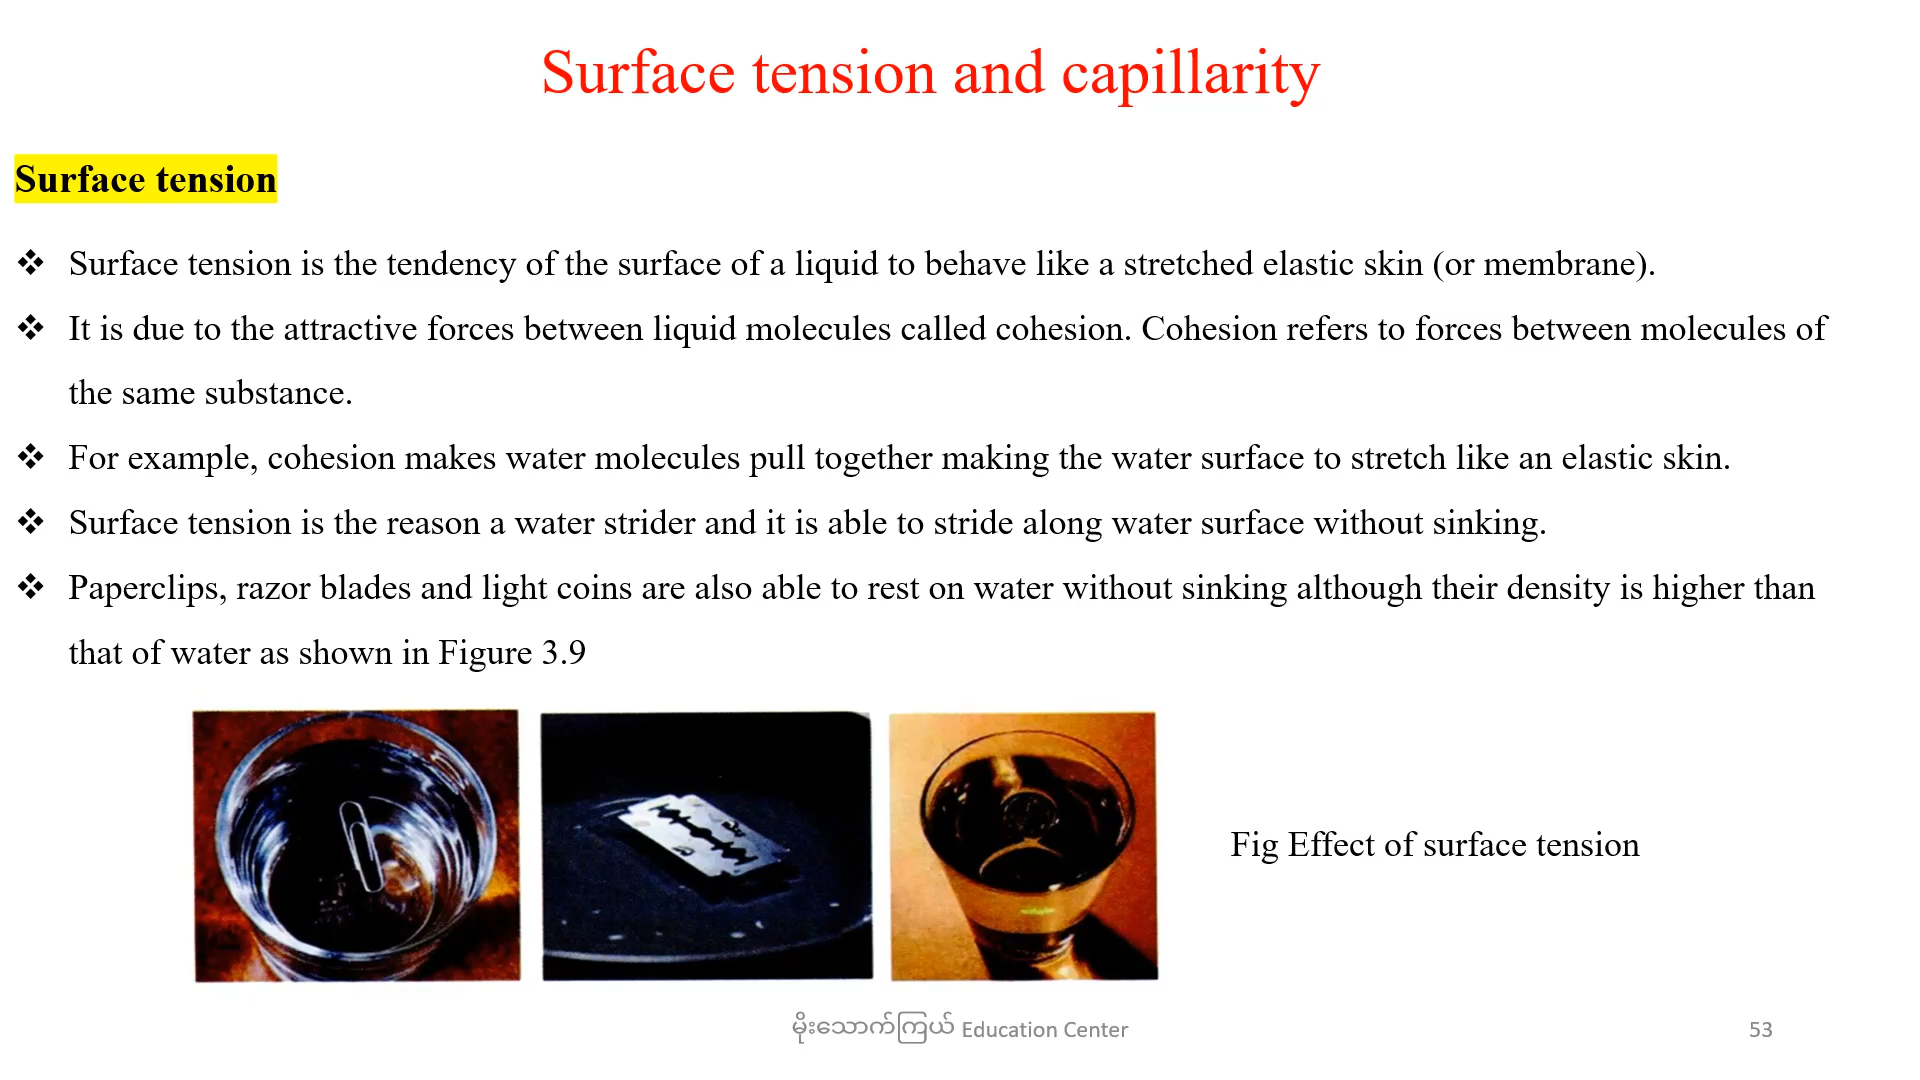 Surface tension and capillarity
Surface tension
❖ Surface tension is the tendency of the surface of a liquid to behave like a stretched elastic skin (or membrane).
❖ It is due to the attractive forces between liquid molecules called cohesion. Cohesion refers to forces between molecules of
the same substance.
❖ For example, cohesion makes water molecules pull together making the water surface to stretch like an elastic skin.
❖ Surface tension is the reason a water strider and it is able to stride along water surface without sinking.
❖ Paperclips, razor blades and light coins are also able to rest on water without sinking although their density is higher than
that of water as shown in Figure 3.9
Fig Effect of surface tension
မိုးသောက်ကြယ် Education Center
53